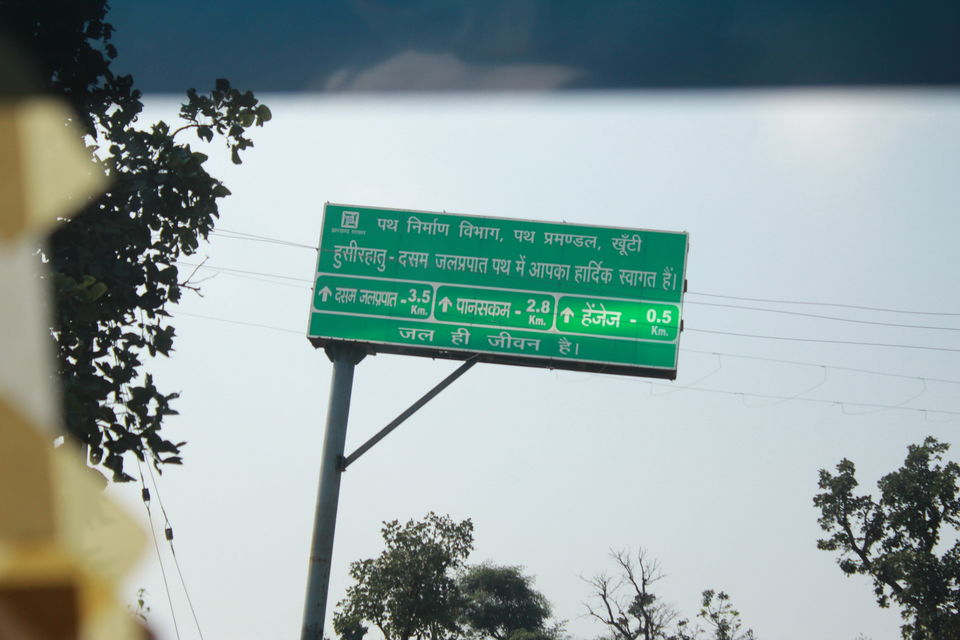 पथ निर्माण विभाग, पथ प्रमण्डल, खूँटी
हुसीरहातु - दसम जलप्रपात पथ में आपका हार्दिक स्वागत हैं।
↑ दसम जलप्रपात - 3.5 Km. ↑ पानसकम - 2.8 Km. ↑ हेंजेज - 0.5 Km.
जल ही जीवन है।